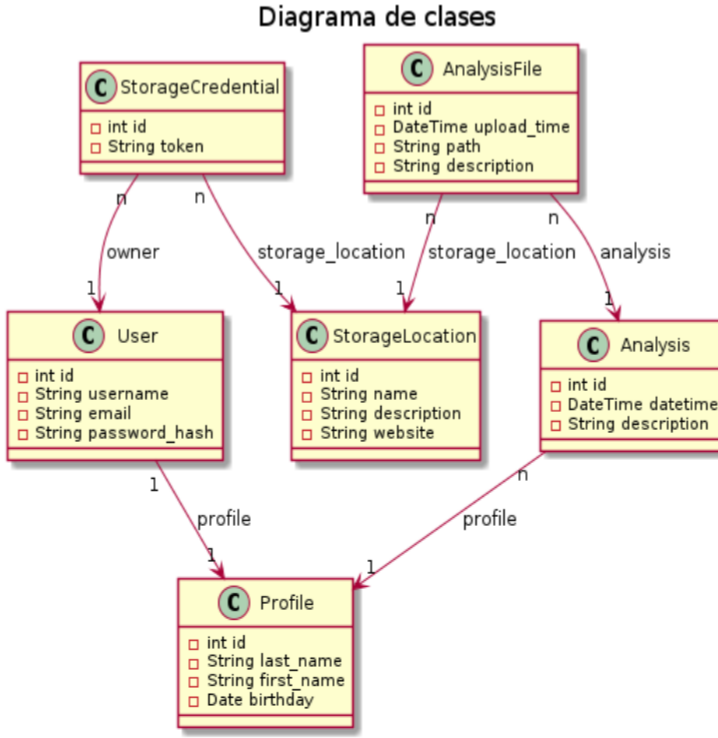 Diagrama de clases
C StorageCredential
int id
String token
C AnalysisFile
int id
DateTime upload_time
String path
String description
n
n
n
n
owner
storage_location
storage_location
analysis
1
1
1
1
C User
int id
String username
String email
String password_hash
C StorageLocation
int id
String name
String description
String website
C Analysis
int id
DateTime datetime
String description
1
n
profile
profile
1
1
C Profile
int id
String last_name
String first_name
Date birthday